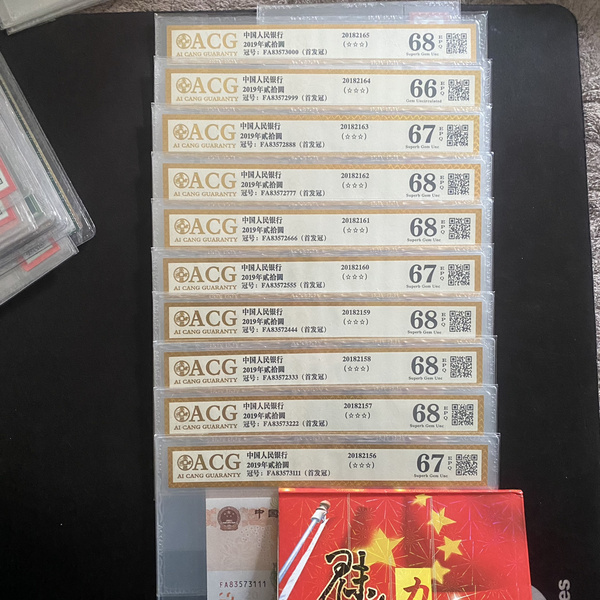 ACG
AI CANG GUARANTY
中国人民银行
2019年贰拾圆
冠号：FA83573000（首发冠）
20182165
（☆☆☆）
68 EPQ
Superb Gem Unc
ACG
AI CANG GUARANTY
中国人民银行
2019年贰拾圆
冠号：FA83572999（首发冠）
20182164
（☆☆☆）
66 EPQ
Gem Uncirculated
ACG
AI CANG GUARANTY
中国人民银行
2019年贰拾圆
冠号：FA83572888（首发冠）
20182163
（☆☆☆）
67 EPQ
Superb Gem Unc
ACG
AI CANG GUARANTY
中国人民银行
2019年贰拾圆
冠号：FA83572777（首发冠）
20182162
（☆☆☆）
68 EPQ
Superb Gem Unc
ACG
AI CANG GUARANTY
中国人民银行
2019年贰拾圆
冠号：FA83572666（首发冠）
20182161
（☆☆☆）
68 EPQ
Superb Gem Unc
ACG
AI CANG GUARANTY
中国人民银行
2019年贰拾圆
冠号：FA83572555（首发冠）
20182160
（☆☆☆）
67 EPQ
Superb Gem Unc
ACG
AI CANG GUARANTY
中国人民银行
2019年贰拾圆
冠号：FA83572444（首发冠）
20182159
（☆☆☆）
68 EPQ
Superb Gem Unc
ACG
AI CANG GUARANTY
中国人民银行
2019年贰拾圆
冠号：FA83572333（首发冠）
20182158
（☆☆☆）
68 EPQ
Superb Gem Unc
ACG
AI CANG GUARANTY
中国人民银行
2019年贰拾圆
冠号：FA83573222（首发冠）
20182157
（☆☆☆）
68 EPQ
Superb Gem Unc
ACG
AI CANG GUARANTY
中国人民银行
2019年贰拾圆
冠号：FA83573111（首发冠）
20182156
（☆☆☆）
67 EPQ
Superb Gem Unc
中国
FA83573111